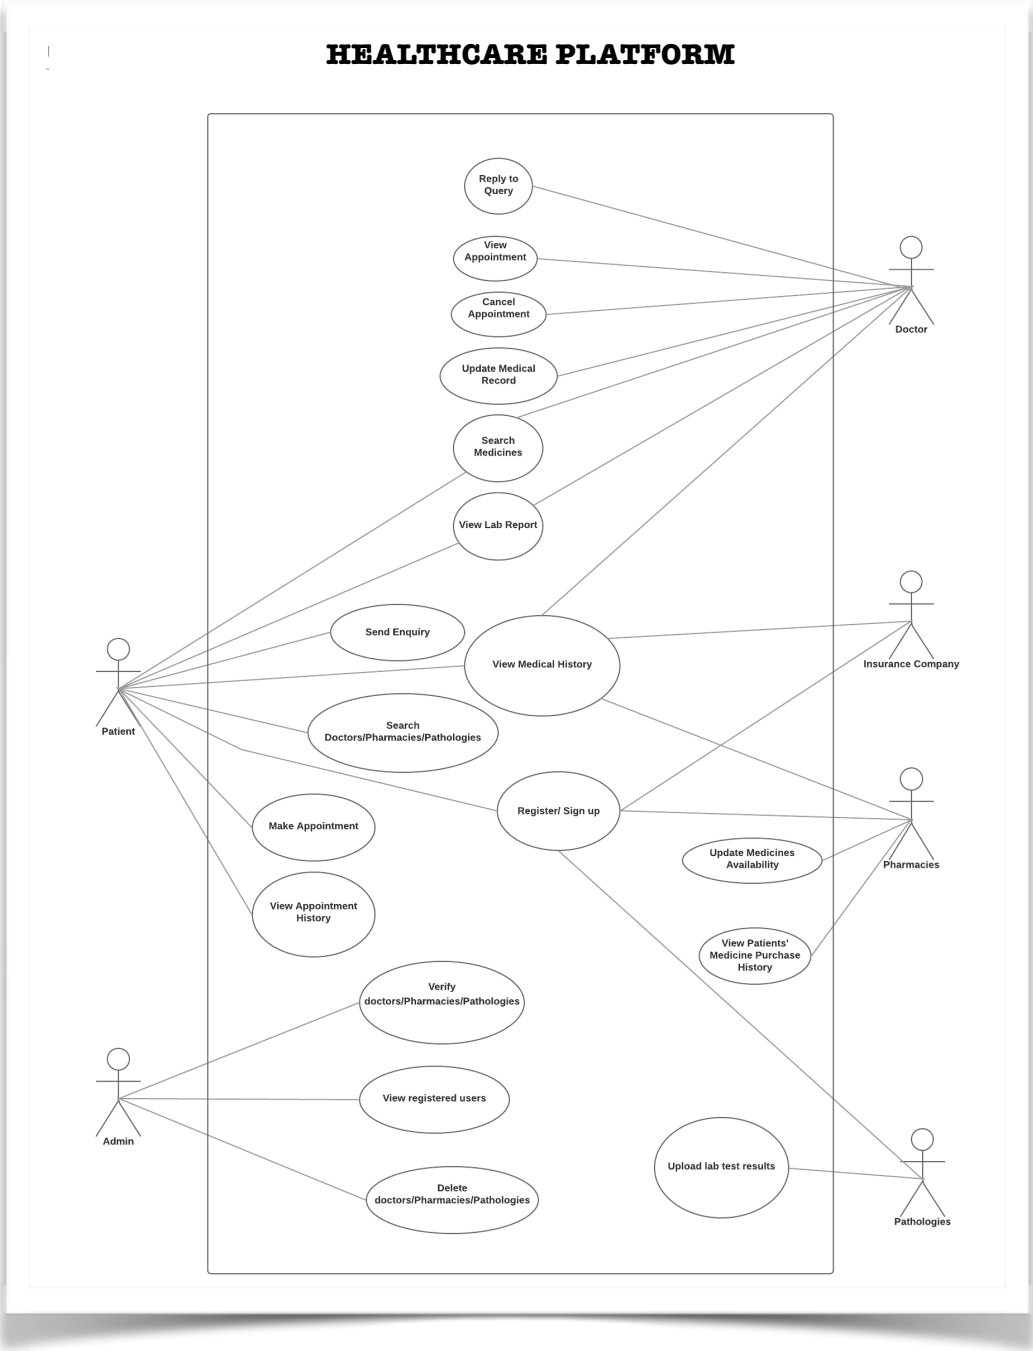 HEALTHCARE PLATFORM
Reply to
Query
View
Appointment
Cancel
Appointment
Doctor
Update Medical
Record
Search
Medicines
View Lab Report
Send Enquiry
View Medical History
Insurance Company
Patient
Search
Doctors/Pharmacies/Pathologies
Register/ Sign up
Make Appointment
Update Medicines
Availability
Pharmacies
View Appointment
History
View Patients'
Medicine Purchase
History
Verify
doctors/Pharmacies/Pathologies
View registered users
Admin
Upload lab test results
Delete
doctors/Pharmacies/Pathologies
Pathologies